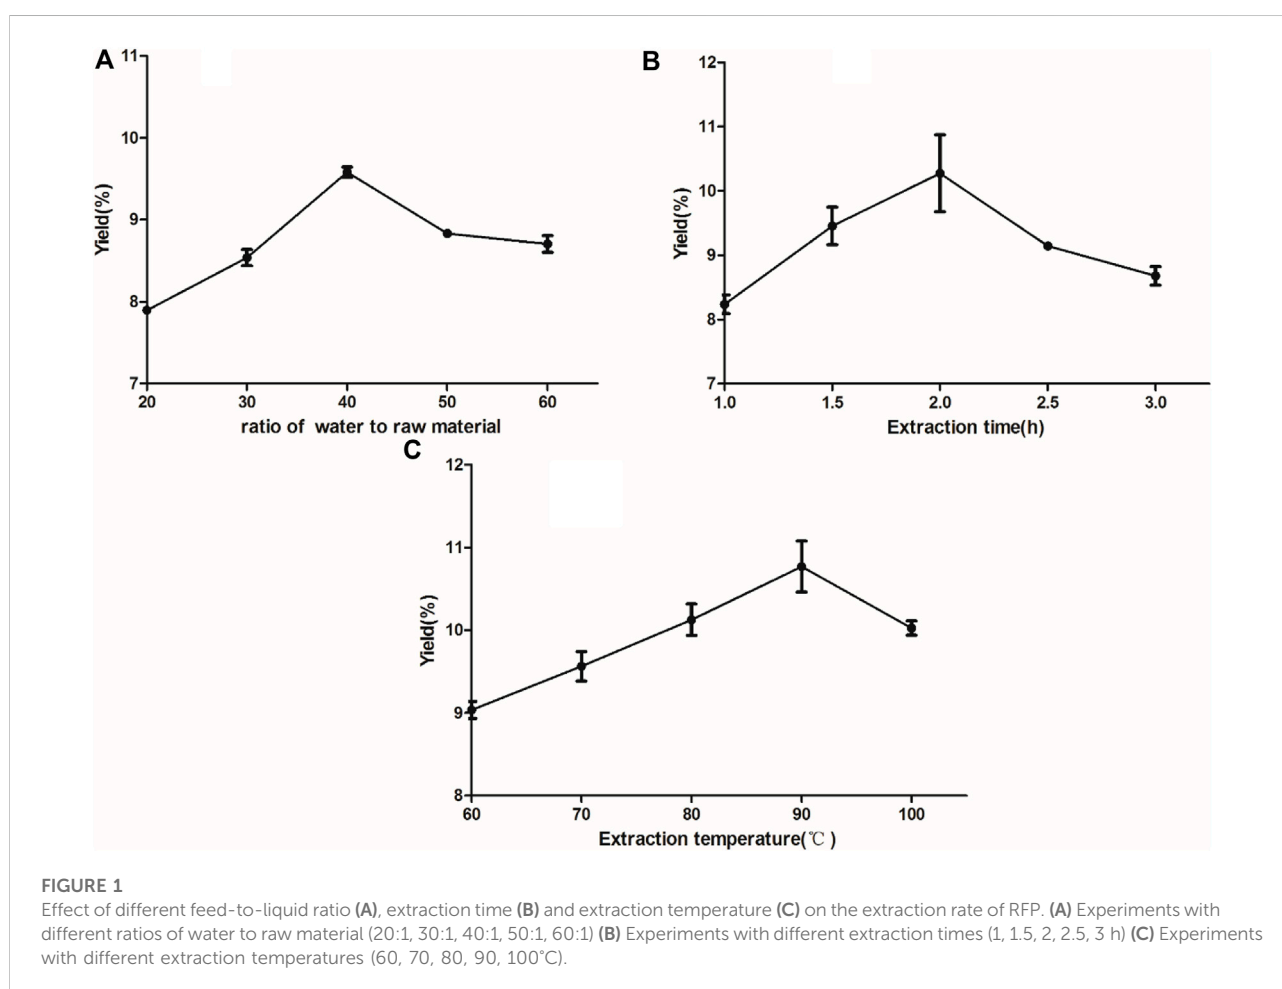 A
11
10
9
8
7
Yield(%)
20 30 40 50 60
ratio of water to raw material
B
12
11
10
9
8
7
Yield(%)
1.0 1.5 2.0 2.5 3.0
Extraction time(h)
C
12
11
10
9
8
Yield(%)
60 70 80 90 100
Extraction temperature(℃)
FIGURE 1
Effect of different feed-to-liquid ratio (A), extraction time (B) and extraction temperature (C) on the extraction rate of RFP. (A) Experiments with
different ratios of water to raw material (20:1, 30:1, 40:1, 50:1, 60:1) (B) Experiments with different extraction times (1, 1.5, 2, 2.5, 3 h) (C) Experiments
with different extraction temperatures (60, 70, 80, 90, 100°C).